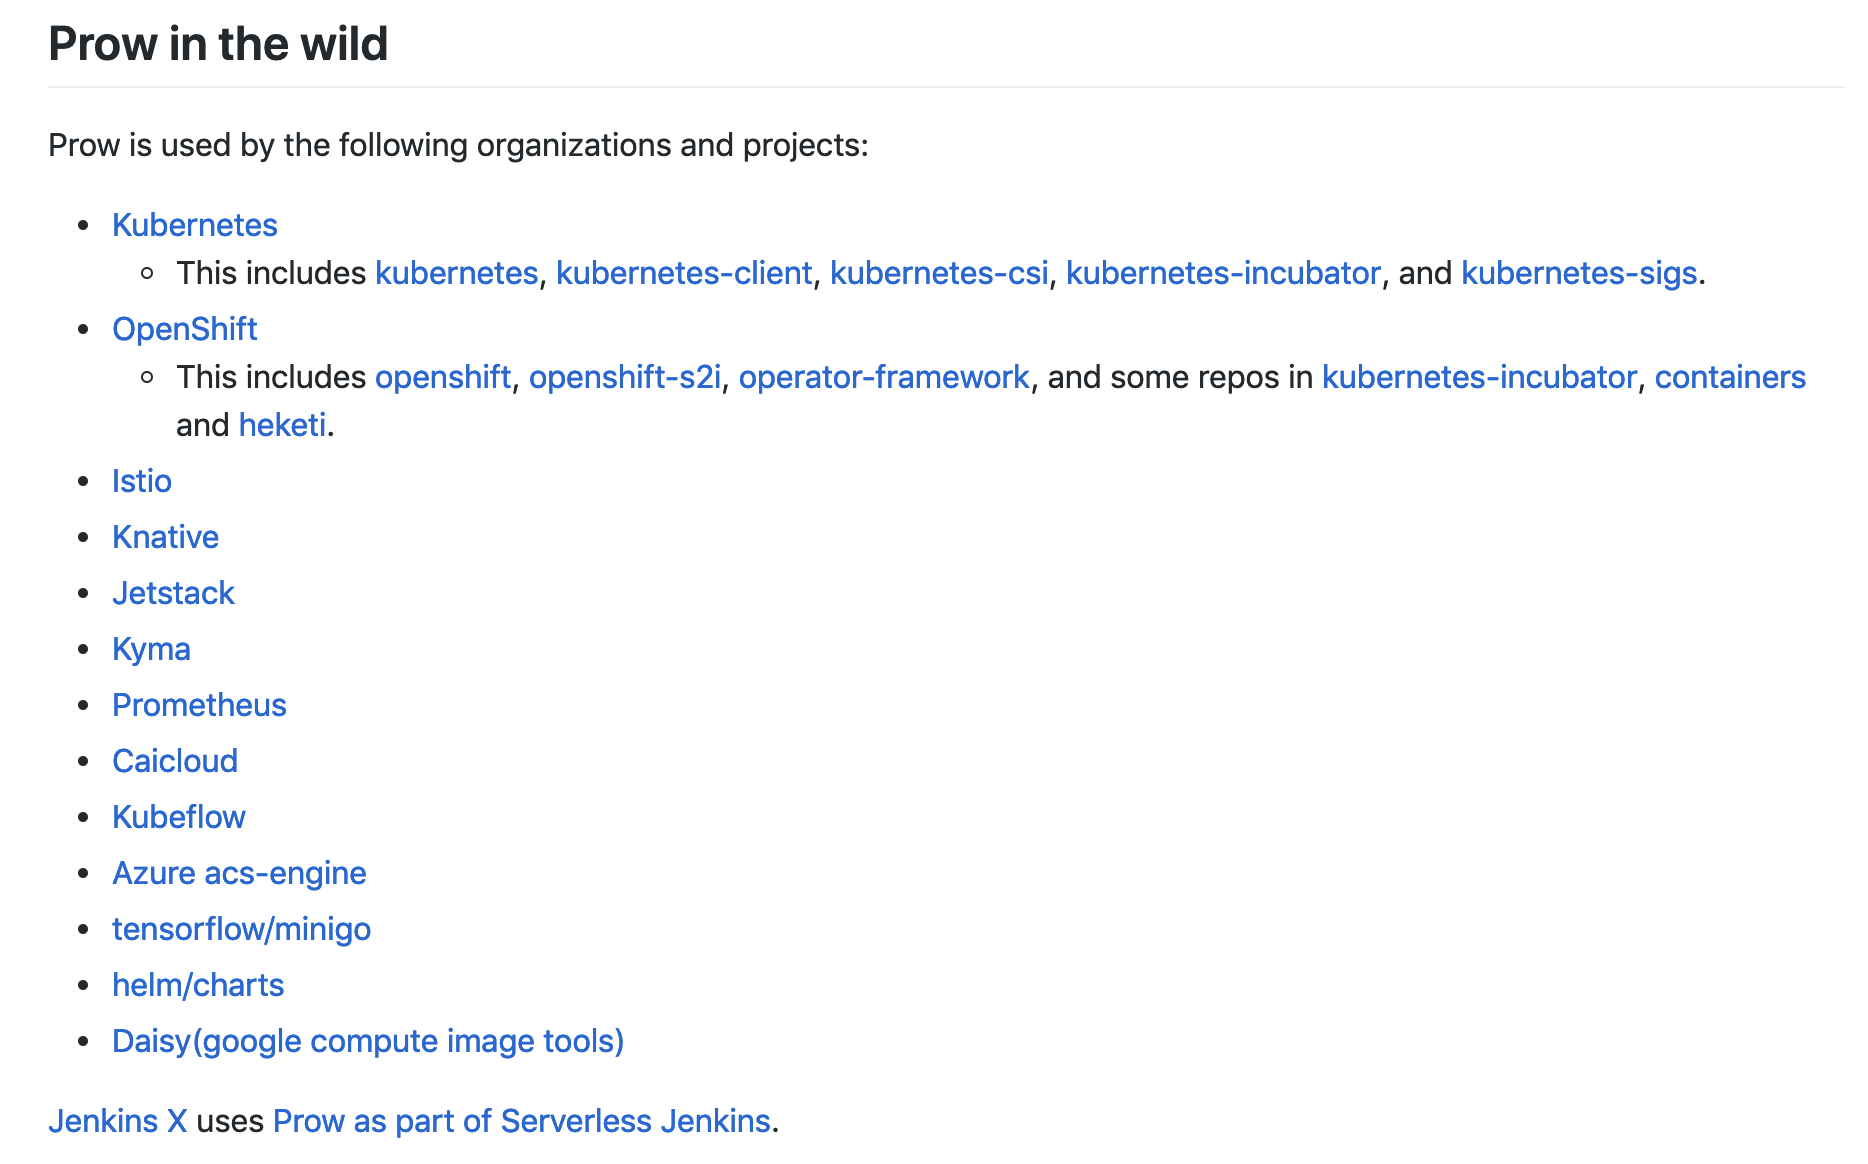 Prow in the wild
Prow is used by the following organizations and projects:
Kubernetes
This includes kubernetes, kubernetes-client, kubernetes-csi, kubernetes-incubator, and kubernetes-sigs.
OpenShift
This includes openshift, openshift-s2i, operator-framework, and some repos in kubernetes-incubator, containers
and heketi.
Istio
Knative
Jetstack
Kyma
Prometheus
Caicloud
Kubeflow
Azure acs-engine
tensorflow/minigo
helm/charts
Daisy(google compute image tools)
Jenkins X uses Prow as part of Serverless Jenkins.